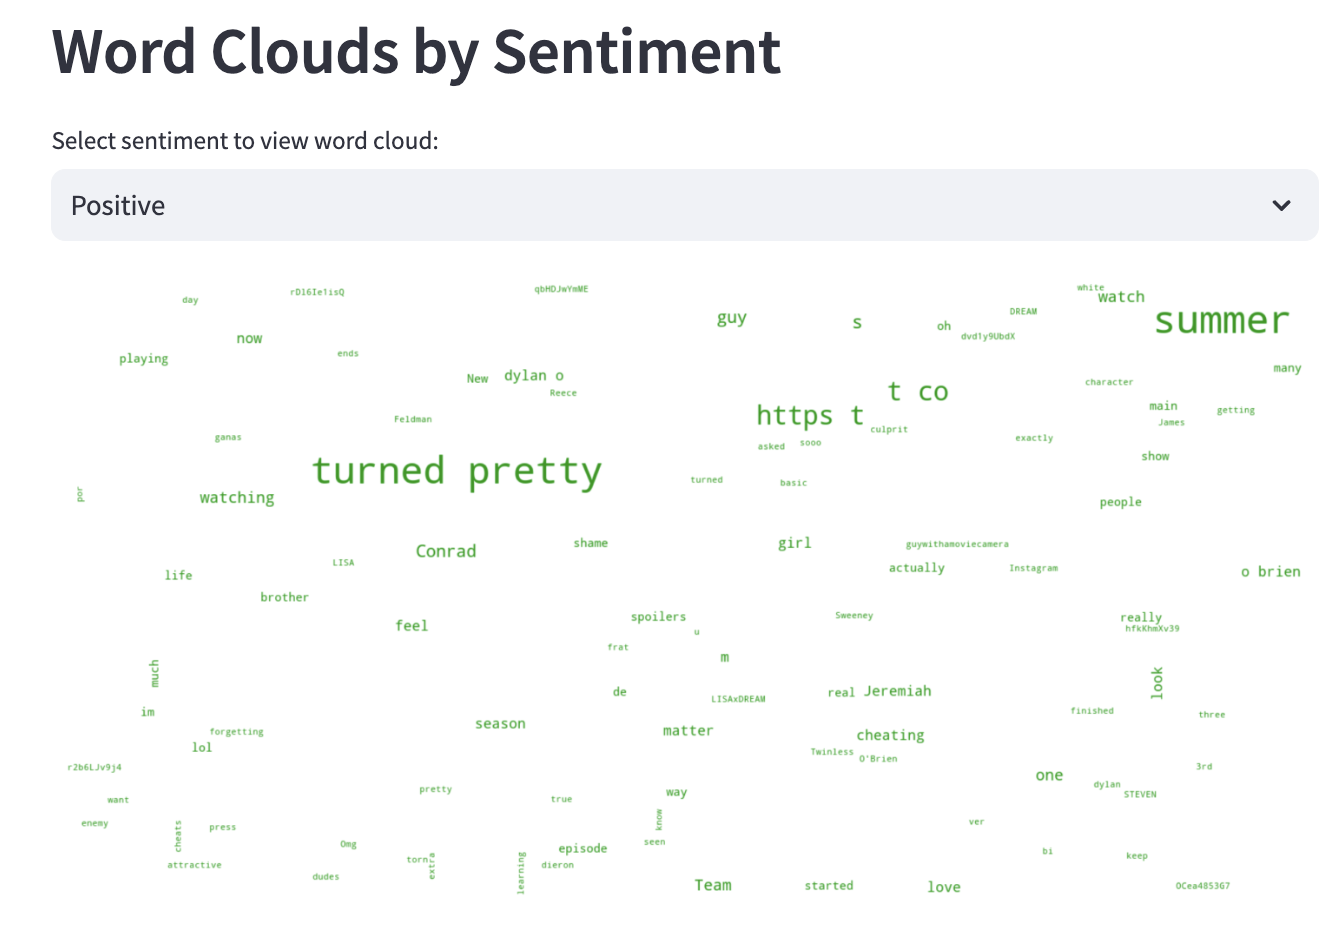 Word Clouds by Sentiment
Select sentiment to view word cloud:
Positive
day
rDl6Ie1isQ
qbHDJwYmME
white
watch
summer
guy
s
oh
DREAM
dvd1y9UbdX
now
playing
ends
New
dylan o
Reece
many
t co
character
https t
main
getting
James
culprit
Feldman
ganas
asked
sooo
exactly
show
turned pretty
turned
basic
por
watching
people
Conrad
shame
girl
guywithamoviecamera
LISA
actually
Instagram
o brien
life
brother
feel
spoilers
u
Sweeney
really
hfkKhmXv39
frat
m
much
look
de
LISAxDREAM
real
Jeremiah
im
finished
three
season
forgetting
matter
cheating
lol
Twinless
O'Brien
r2b6LJv9j4
3rd
one
dylan
STEVEN
pretty
want
true
way
enemy
cheats
press
know
ver
Omg
seen
episode
bi
keep
attractive
torn
extra
learning
dieron
dudes
Team
started
love
OCea485367